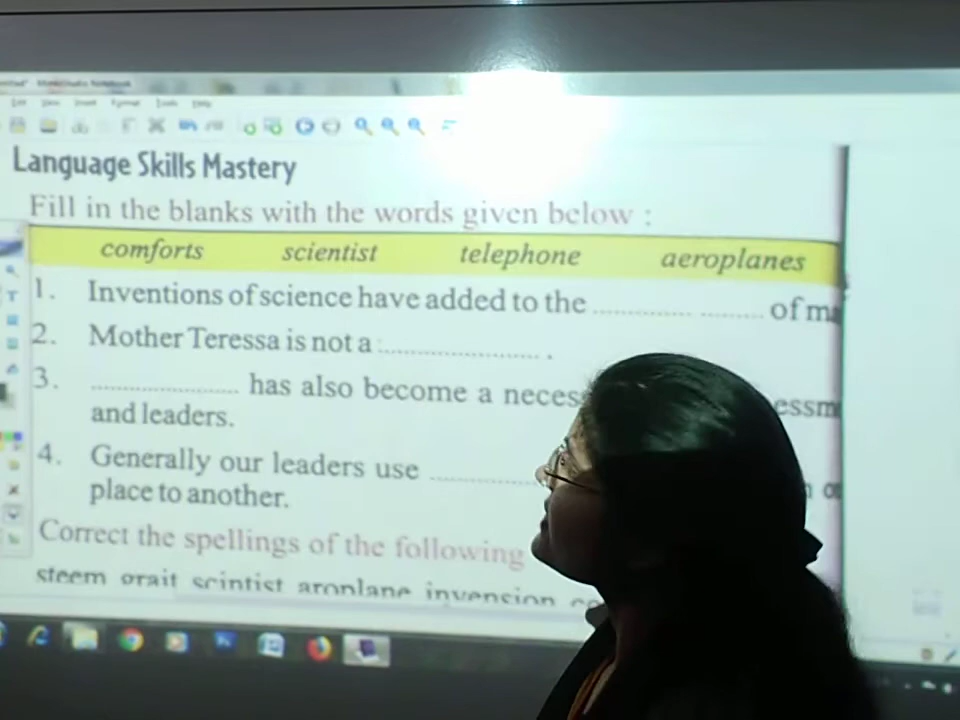 Language Skills Mastery
Fill in the blanks with the words given below :
comforts scientist telephone aeroplanes
1. Inventions of science have added to the .................. ............ of
2. Mother Teressa is not a ............................. .
3. ........................... has also become a
and leaders.
4. Generally our leaders use ....................
place to another.
Correct the spellings of the following
steem grait scintist aronlane invension